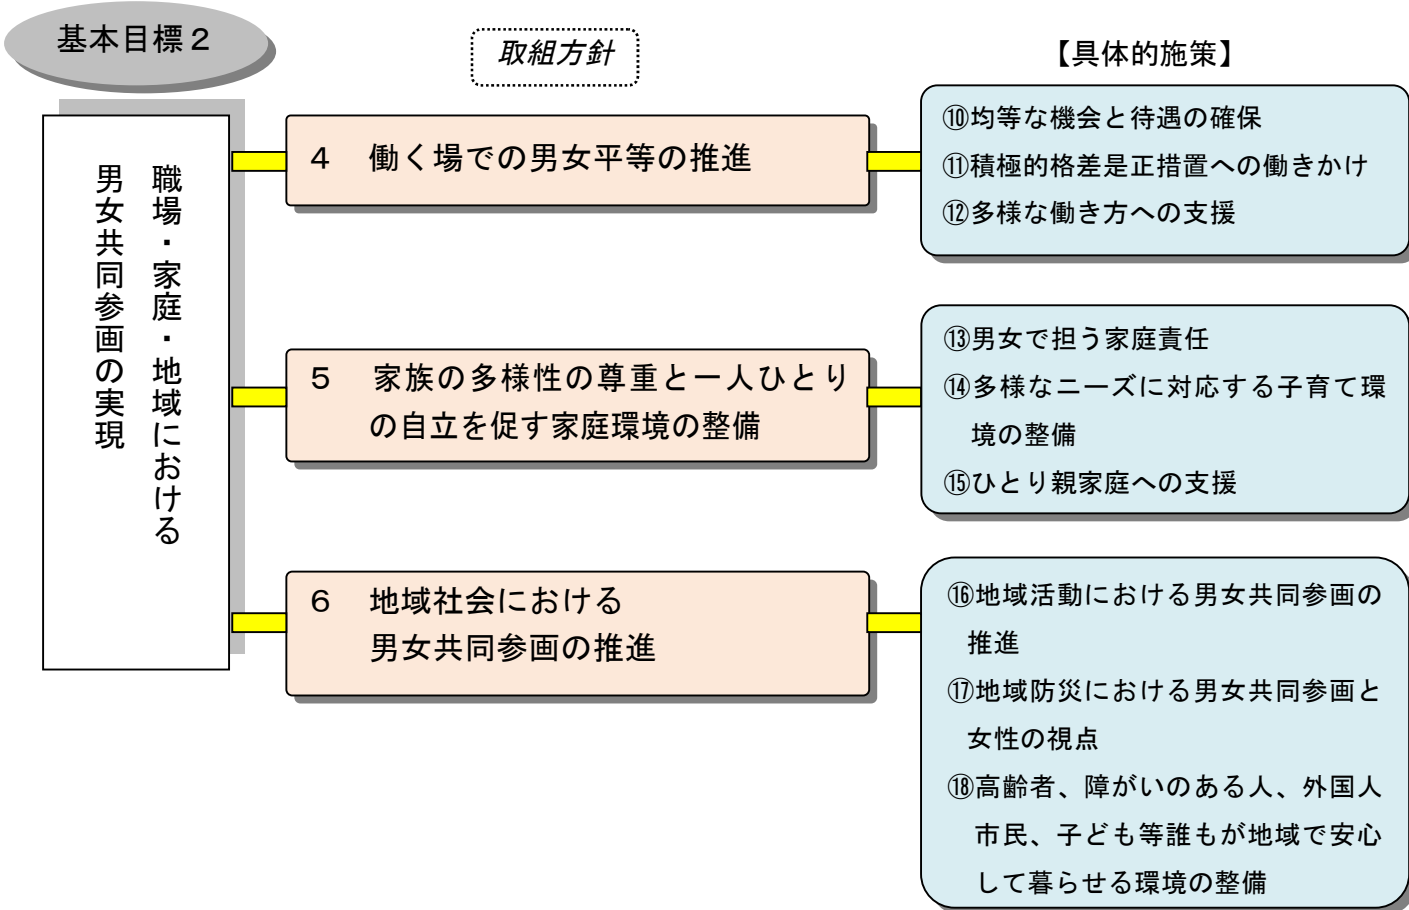 基本目標２
取組方針
【具体的施策】
職場・家庭・地域における
男女共同参画の実現
４　働く場での男女平等の推進
⑩均等な機会と待遇の確保
⑪積極的格差是正措置への働きかけ
⑫多様な働き方への支援
５　家族の多様性の尊重と一人ひとり
の自立を促す家庭環境の整備
⑬男女で担う家庭責任
⑭多様なニーズに対応する子育て環
境の整備
⑮ひとり親家庭への支援
６　地域社会における
男女共同参画の推進
⑯地域活動における男女共同参画の
推進
⑰地域防災における男女共同参画と
女性の視点
⑱高齢者、障がいのある人、外国人
市民、子ども等誰もが地域で安心
して暮らせる環境の整備